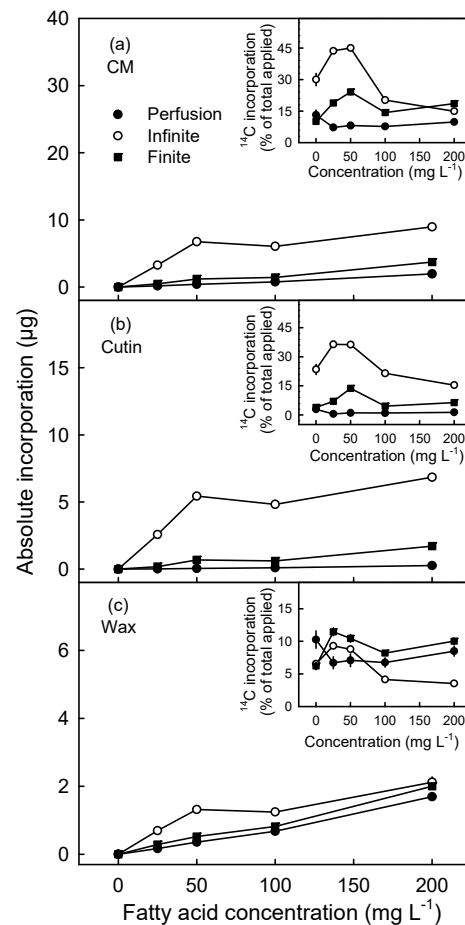 Absolute incorporation (µg)
(a)
CM
Perfusion
Infinite
Finite
40
30
20
10
0
¹⁴C incorporation
(% of total applied)
45
30
15
0
0 50 100 150 200
Concentration (mg L⁻¹)
(b)
Cutin
15
10
5
0
¹⁴C incorporation
(% of total applied)
45
30
15
0
0 50 100 150 200
Concentration (mg L⁻¹)
(c)
Wax
6
4
2
0
¹⁴C incorporation
(% of total applied)
15
10
5
0
0 50 100 150 200
Concentration (mg L⁻¹)
0 50 100 150 200
Fatty acid concentration (mg L⁻¹)